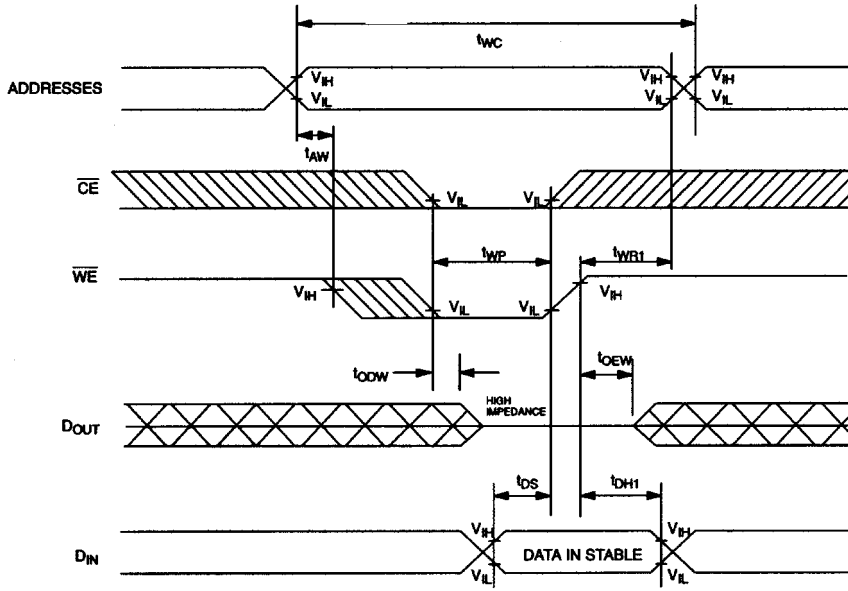 tWC
ADDRESSES VIH VIH VIH
VIL VIL VIL
tAW
CE VIL VIL
tWP tWR1
WE VIH VIL VIL VIH
tODW tOEW
HIGH
IMPEDANCE
DOUT
tDS tDH1
VIH VIH
DIN DATA IN STABLE
VIL VIL